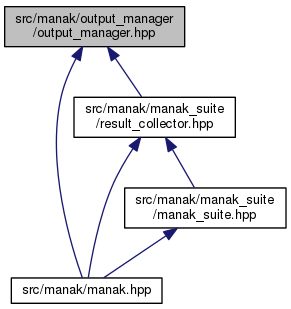 src/manak/output_manager
/output_manager.hpp
src/manak/manak_suite
/result_collector.hpp
src/manak/manak_suite
/manak_suite.hpp
src/manak/manak.hpp